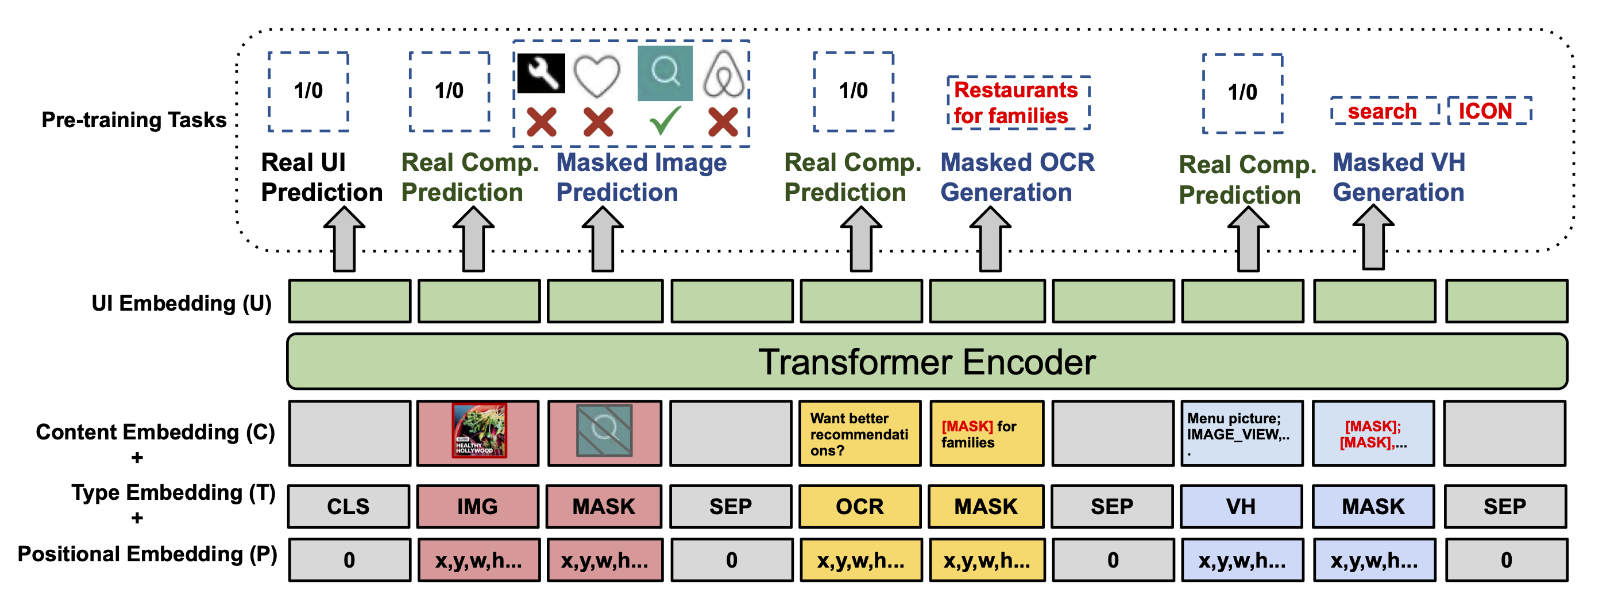 1/0
1/0
1/0
Restaurants
for families
1/0
search
ICON
Pre-training Tasks
Real UI
Prediction
Real Comp.
Prediction
Masked Image
Prediction
Real Comp.
Prediction
Masked OCR
Generation
Real Comp.
Prediction
Masked VH
Generation
UI Embedding (U)
Transformer Encoder
Content Embedding (C)
HEALTHY
HOLLYWOOD
Want better
recommendati
ons?
[MASK] for
families
Menu picture;
IMAGE_VIEW,..
.
[MASK];
[MASK],...
+
Type Embedding (T)
CLS
IMG
MASK
SEP
OCR
MASK
SEP
VH
MASK
SEP
+
Positional Embedding (P)
0
x,y,w,h...
x,y,w,h...
0
x,y,w,h...
x,y,w,h...
0
x,y,w,h...
x,y,w,h...
0